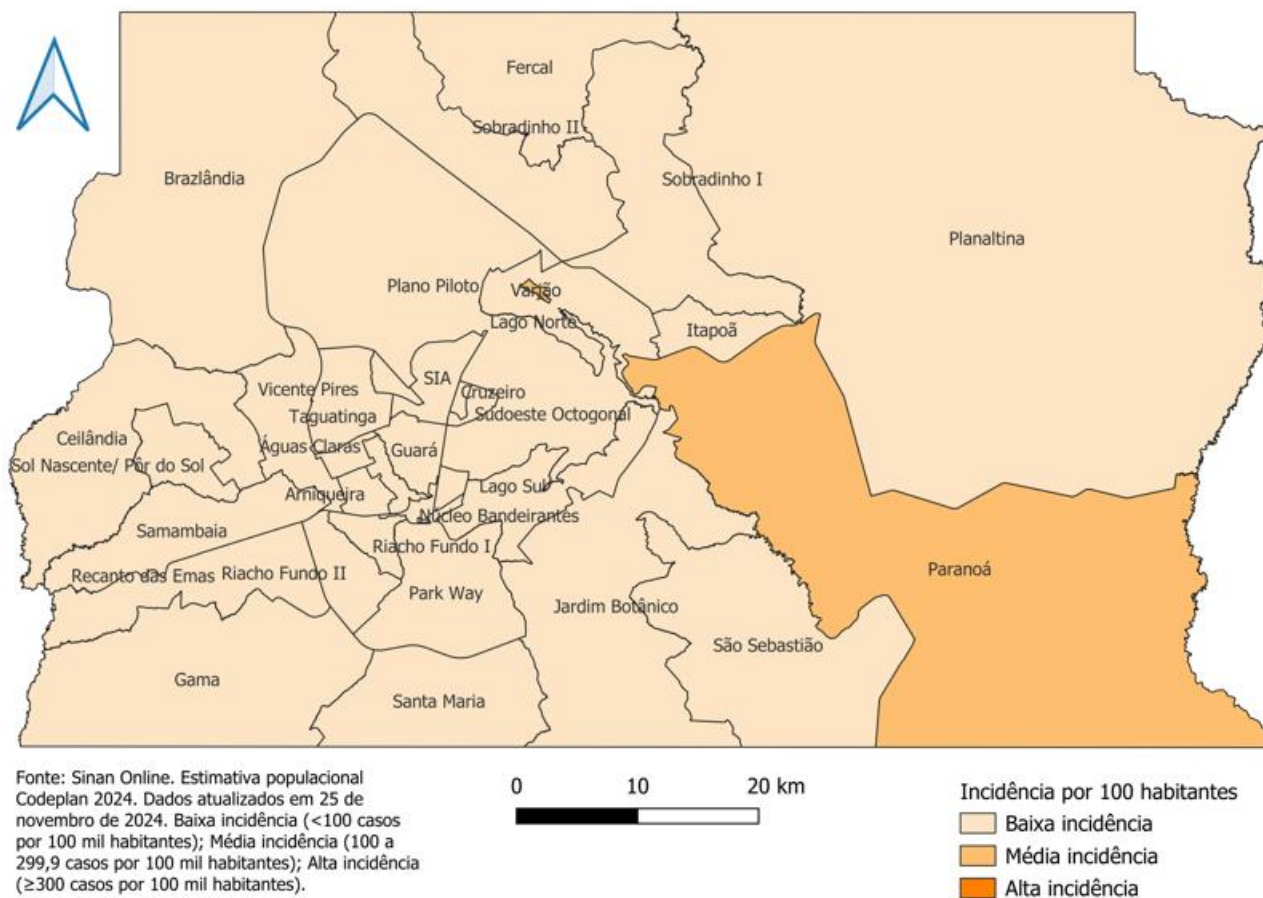 Fercal
Sobradinho II
Brazlândia
Sobradinho I
Planaltina
Plano Piloto
Varjão
Lago Norte
Itapoã
SIA
Vicente Pires
Cruzeiro
Taguatinga
Sudoeste Octogonal
Ceilândia
Águas Claras
Guará
Sol Nascente/ Pôr do Sol
Lago Sul
Arniqueira
Núcleo Bandeirantes
Samambaia
Riacho Fundo I
Recanto das Emas
Riacho Fundo II
Paranoá
Park Way
Jardim Botânico
São Sebastião
Gama
Santa Maria
Fonte: Sinan Online. Estimativa populacional
Codeplan 2024. Dados atualizados em 25 de
novembro de 2024. Baixa incidência (<100 casos
por 100 mil habitantes); Média incidência (100 a
299,9 casos por 100 mil habitantes); Alta incidência
(≥300 casos por 100 mil habitantes).
0 10 20 km
Incidência por 100 habitantes
Baixa incidência
Média incidência
Alta incidência